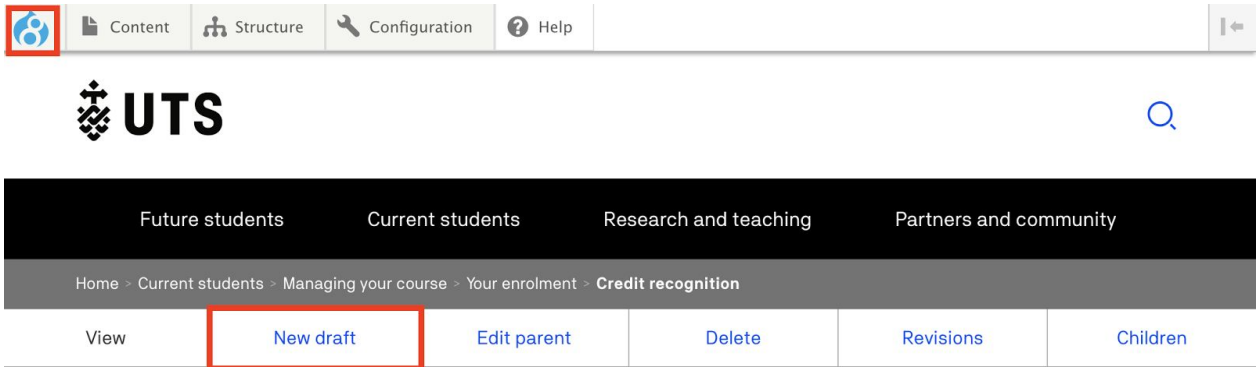 Content Structure Configuration Help
UTS
Future students Current students Research and teaching Partners and community
Home > Current students > Managing your course > Your enrolment > Credit recognition
View New draft Edit parent Delete Revisions Children